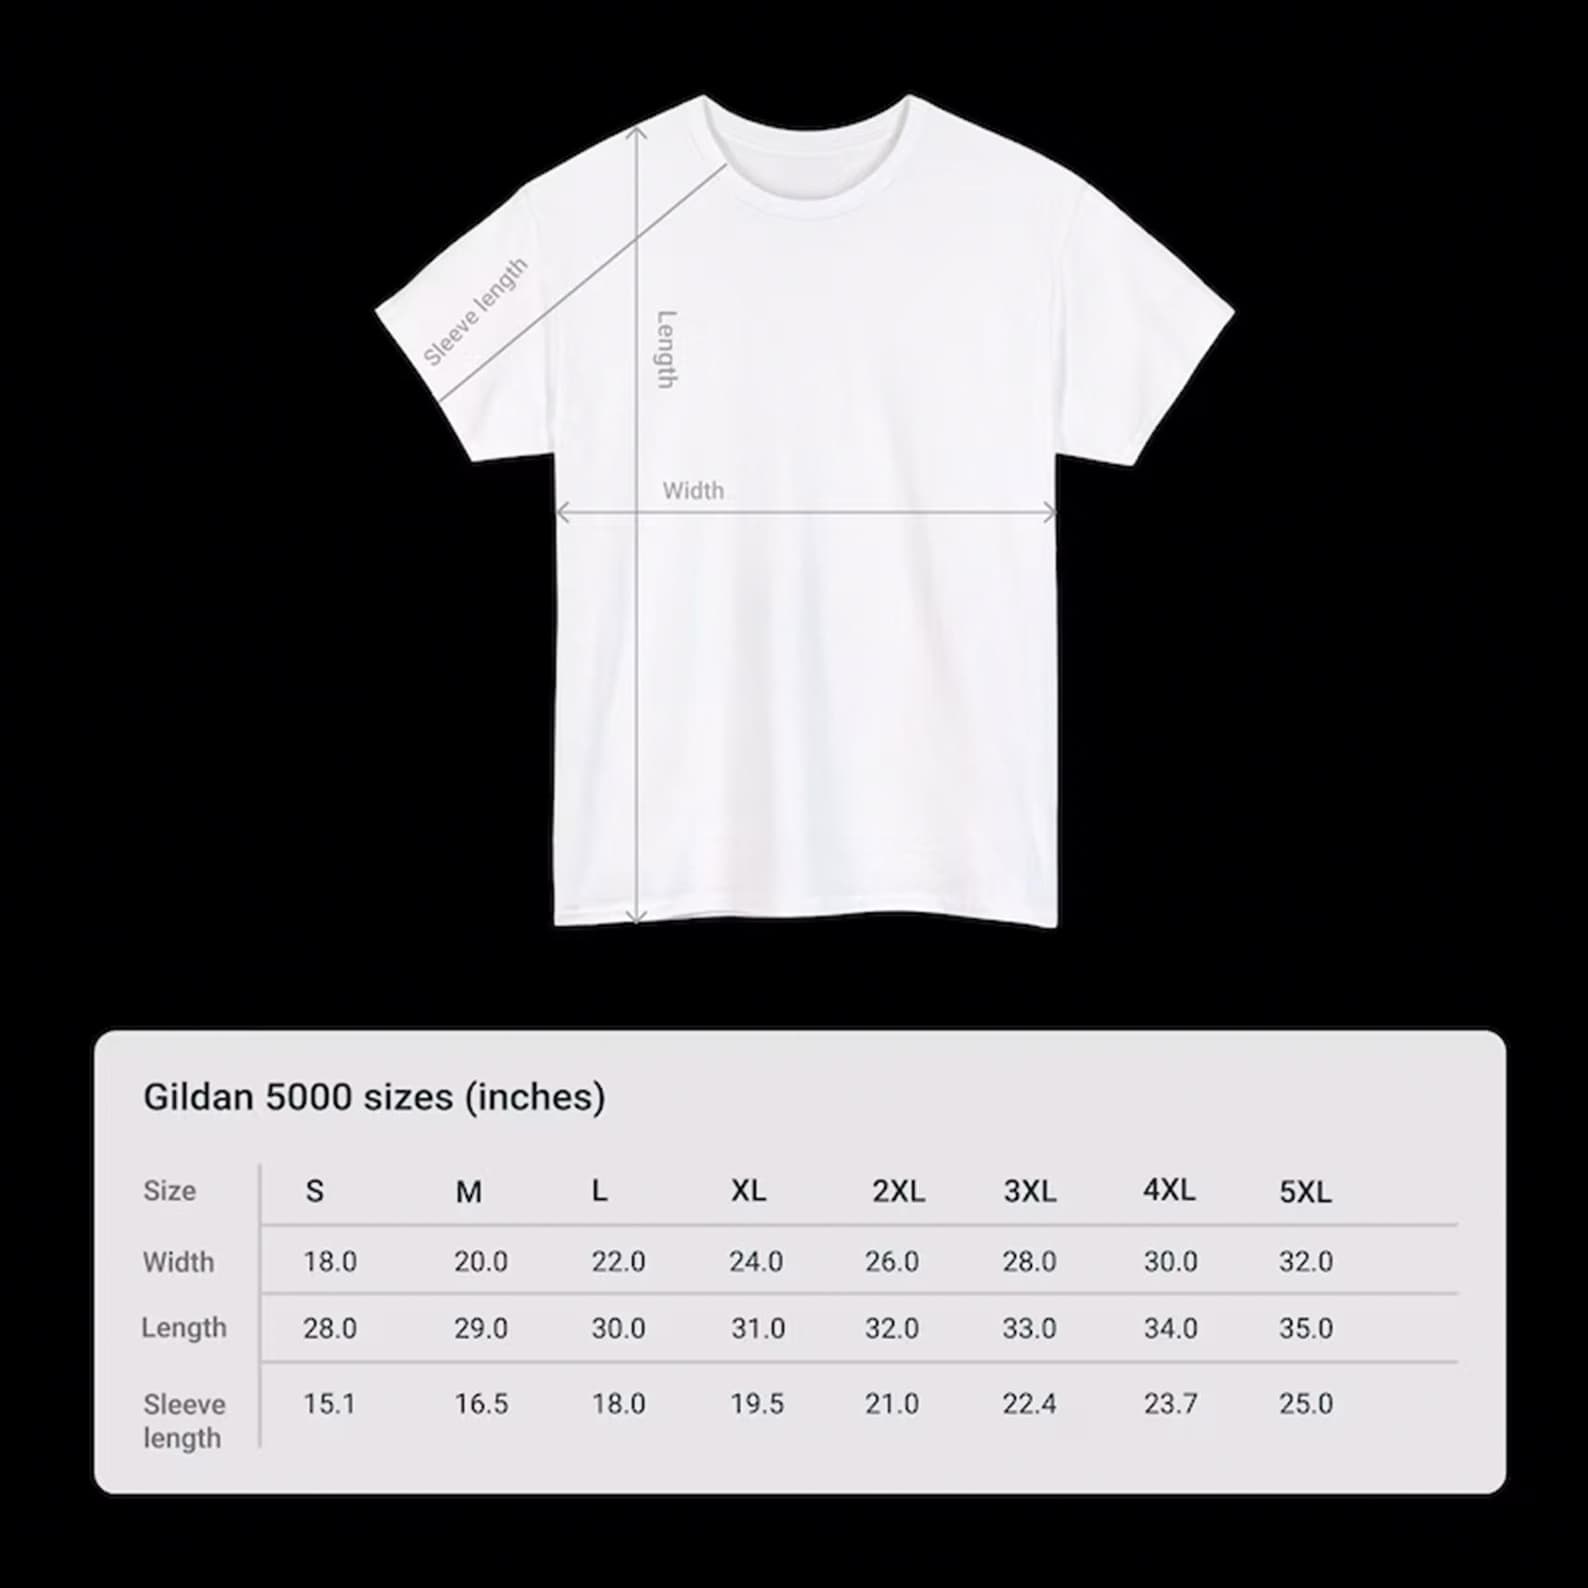 Sleeve length
Length
Width
Gildan 5000 sizes (inches)
Size S M L XL 2XL 3XL 4XL 5XL
Width 18.0 20.0 22.0 24.0 26.0 28.0 30.0 32.0
Length 28.0 29.0 30.0 31.0 32.0 33.0 34.0 35.0
Sleeve 15.1 16.5 18.0 19.5 21.0 22.4 23.7 25.0
length